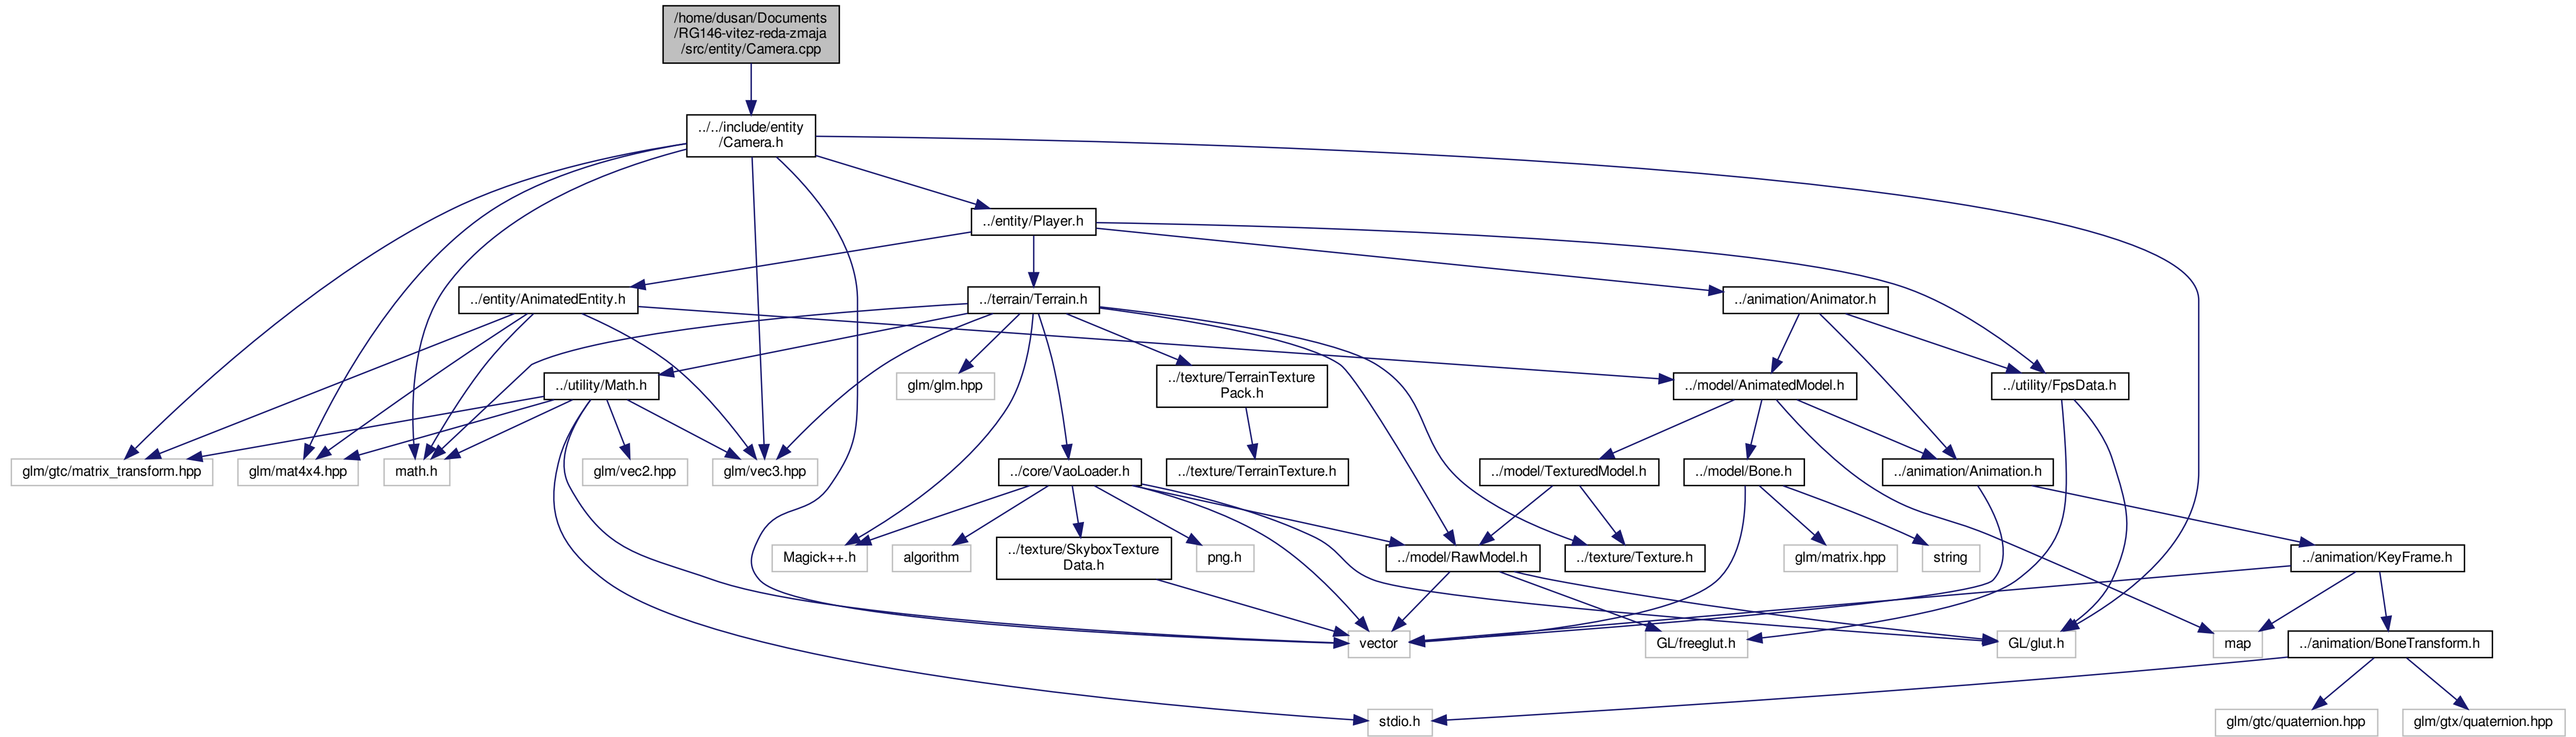 /home/dusan/Documents
/RG146-vitez-reda-zmaja
/src/entity/Camera.cpp
../../include/entity
/Camera.h
../entity/Player.h
../entity/AnimatedEntity.h
../terrain/Terrain.h
../animation/Animator.h
../utility/Math.h
glm/glm.hpp
../texture/TerrainTexture
Pack.h
../model/AnimatedModel.h
../utility/FpsData.h
glm/gtc/matrix_transform.hpp
glm/mat4x4.hpp
math.h
glm/vec2.hpp
glm/vec3.hpp
../core/VaoLoader.h
../texture/TerrainTexture.h
../model/TexturedModel.h
../model/Bone.h
../animation/Animation.h
Magick++.h
algorithm
../texture/SkyboxTexture
Data.h
png.h
../model/RawModel.h
../texture/Texture.h
glm/matrix.hpp
string
../animation/KeyFrame.h
vector
GL/freeglut.h
GL/glut.h
map
../animation/BoneTransform.h
stdio.h
glm/gtc/quaternion.hpp
glm/gtx/quaternion.hpp